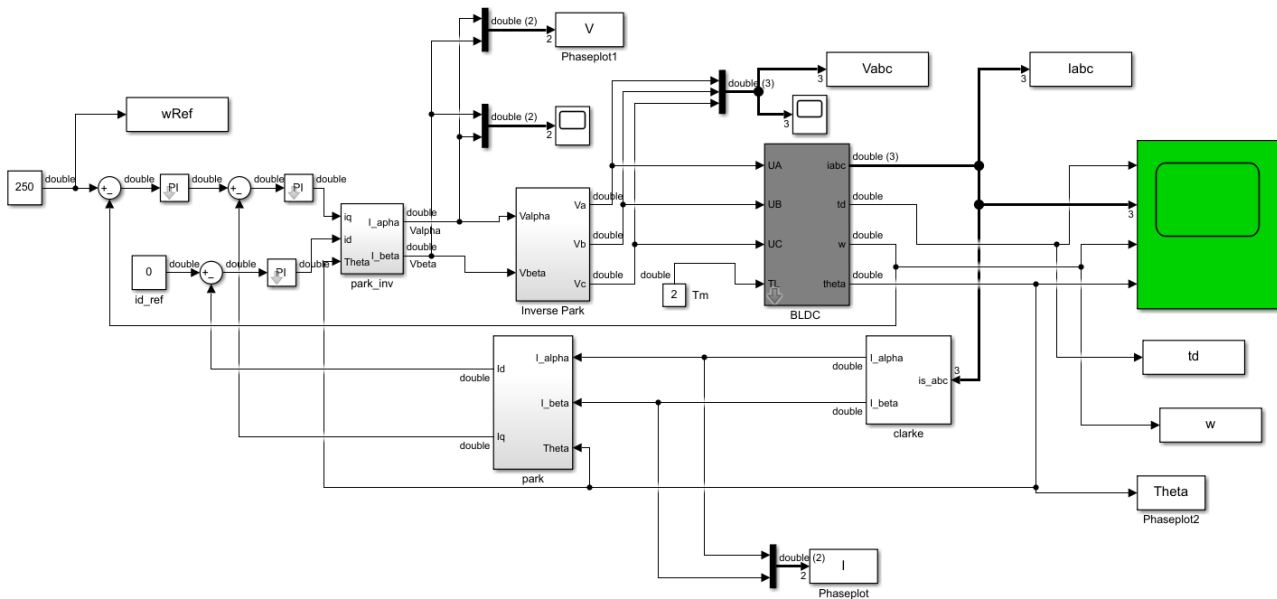 double (2)
2
V
Phaseplot1
wRef
double (2)
2
double (3)
3
Vabc
3
3
Iabc
250
double
+
−
double
PI
double
+
−
double
PI
double
iq
id
Theta
I_apha
I_beta
double
Valpha
double
Vbeta
park_inv
0
id_ref
double
+
−
double
PI
double
Valpha
Vbeta
Va
Vb
Vc
Inverse Park
double
double
double
double
2
Tm
UA
UB
UC
TL
iabc
td
w
theta
BLDC
double (3)
double
double
double
3
I_alpha
I_beta
is_abc
3
clarke
double
double
Id
Iq
I_alpha
I_beta
Theta
park
double
double
td
w
Theta
Phaseplot2
double (2)
2
I
Phaseplot